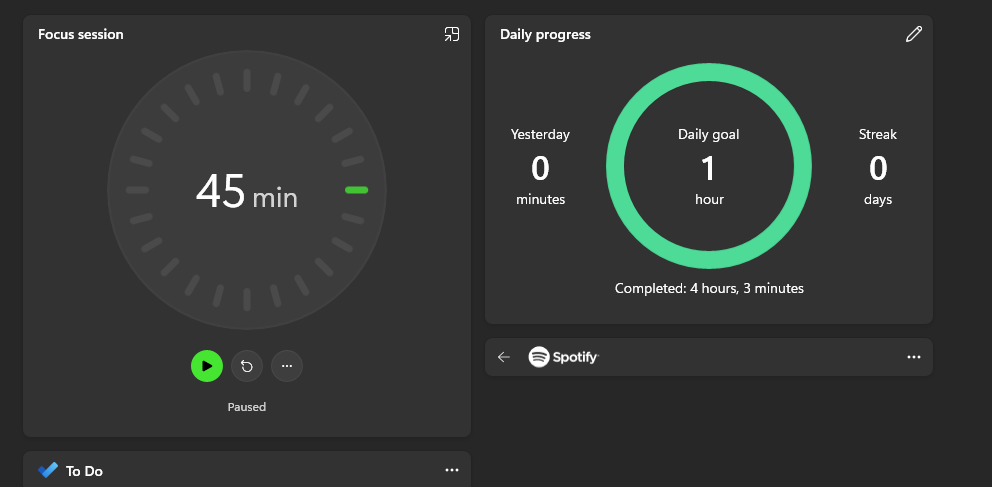 Focus session
45 min
Paused
To Do
Daily progress
Yesterday
0
minutes
Daily goal
1
hour
Streak
0
days
Completed: 4 hours, 3 minutes
Spotify